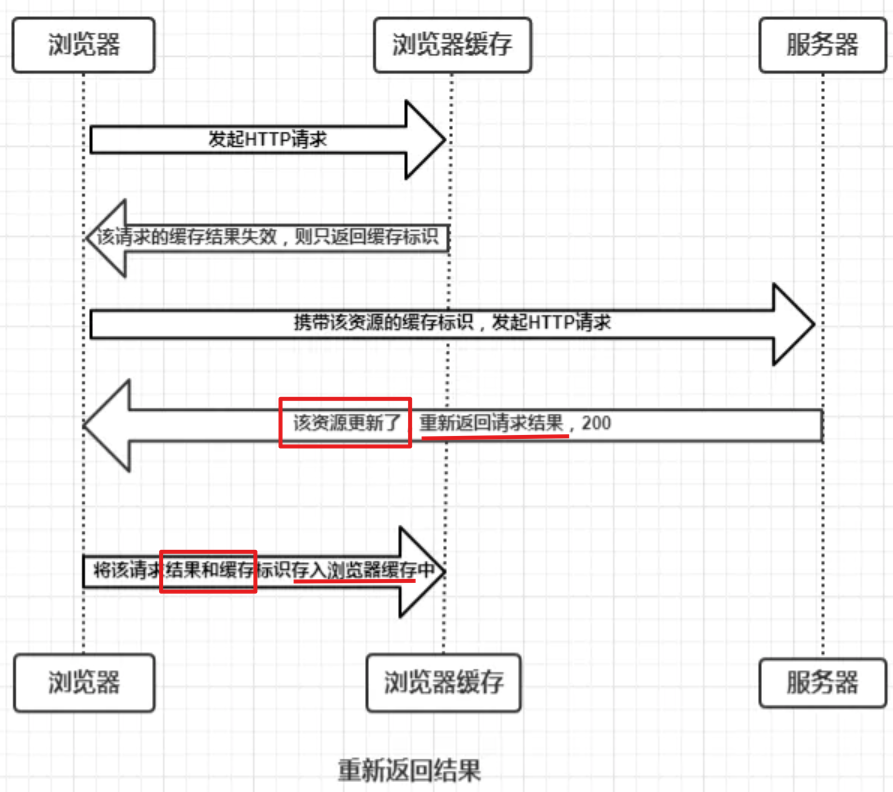 浏览器
浏览器缓存
服务器
发起HTTP请求
该请求的缓存结果失效，则只返回缓存标识
携带该资源的缓存标识，发起HTTP请求
该资源更新了，重新返回请求结果，200
将该请求结果和缓存标识存入浏览器缓存中
浏览器
浏览器缓存
服务器
重新返回结果